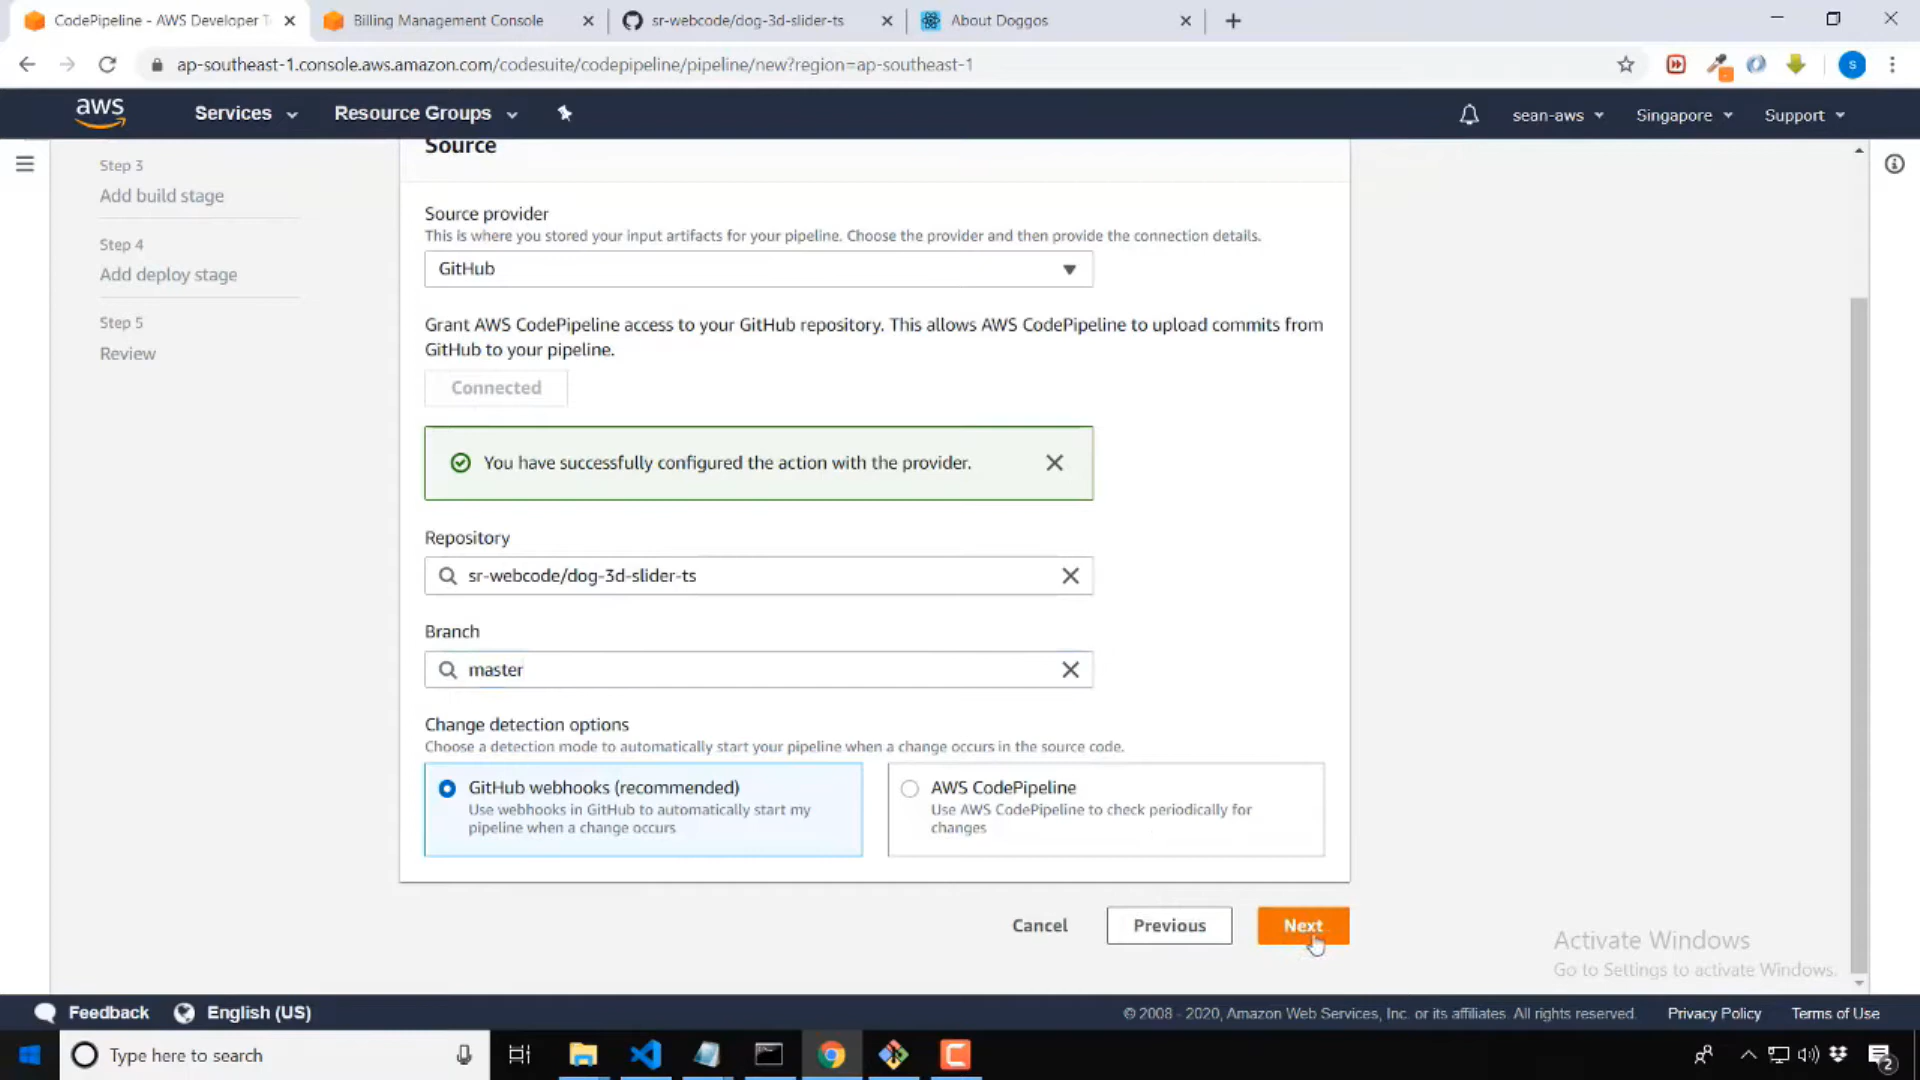 CodePipeline - AWS Developer T
Billing Management Console
sr-webcode/dog-3d-slider-ts
About Doggos
ap-southeast-1.console.aws.amazon.com/codesuite/codepipeline/pipeline/new?region=ap-southeast-1
S
aws
Services
Resource Groups
sean-aws
Singapore
Support
Step 3
Add build stage
Step 4
Add deploy stage
Step 5
Review
Source
Source provider
This is where you stored your input artifacts for your pipeline. Choose the provider and then provide the connection details.
GitHub
Grant AWS CodePipeline access to your GitHub repository. This allows AWS CodePipeline to upload commits from
GitHub to your pipeline.
Connected
You have successfully configured the action with the provider.
Repository
sr-webcode/dog-3d-slider-ts
Branch
master
Change detection options
Choose a detection mode to automatically start your pipeline when a change occurs in the source code.
GitHub webhooks (recommended)
Use webhooks in GitHub to automatically start my
pipeline when a change occurs
AWS CodePipeline
Use AWS CodePipeline to check periodically for
changes
Cancel
Previous
Next
Activate Windows
Go to Settings to activate Windows.
Feedback
English (US)
© 2008 - 2020, Amazon Web Services, Inc. or its affiliates. All rights reserved.
Privacy Policy
Terms of Use
Type here to search
2